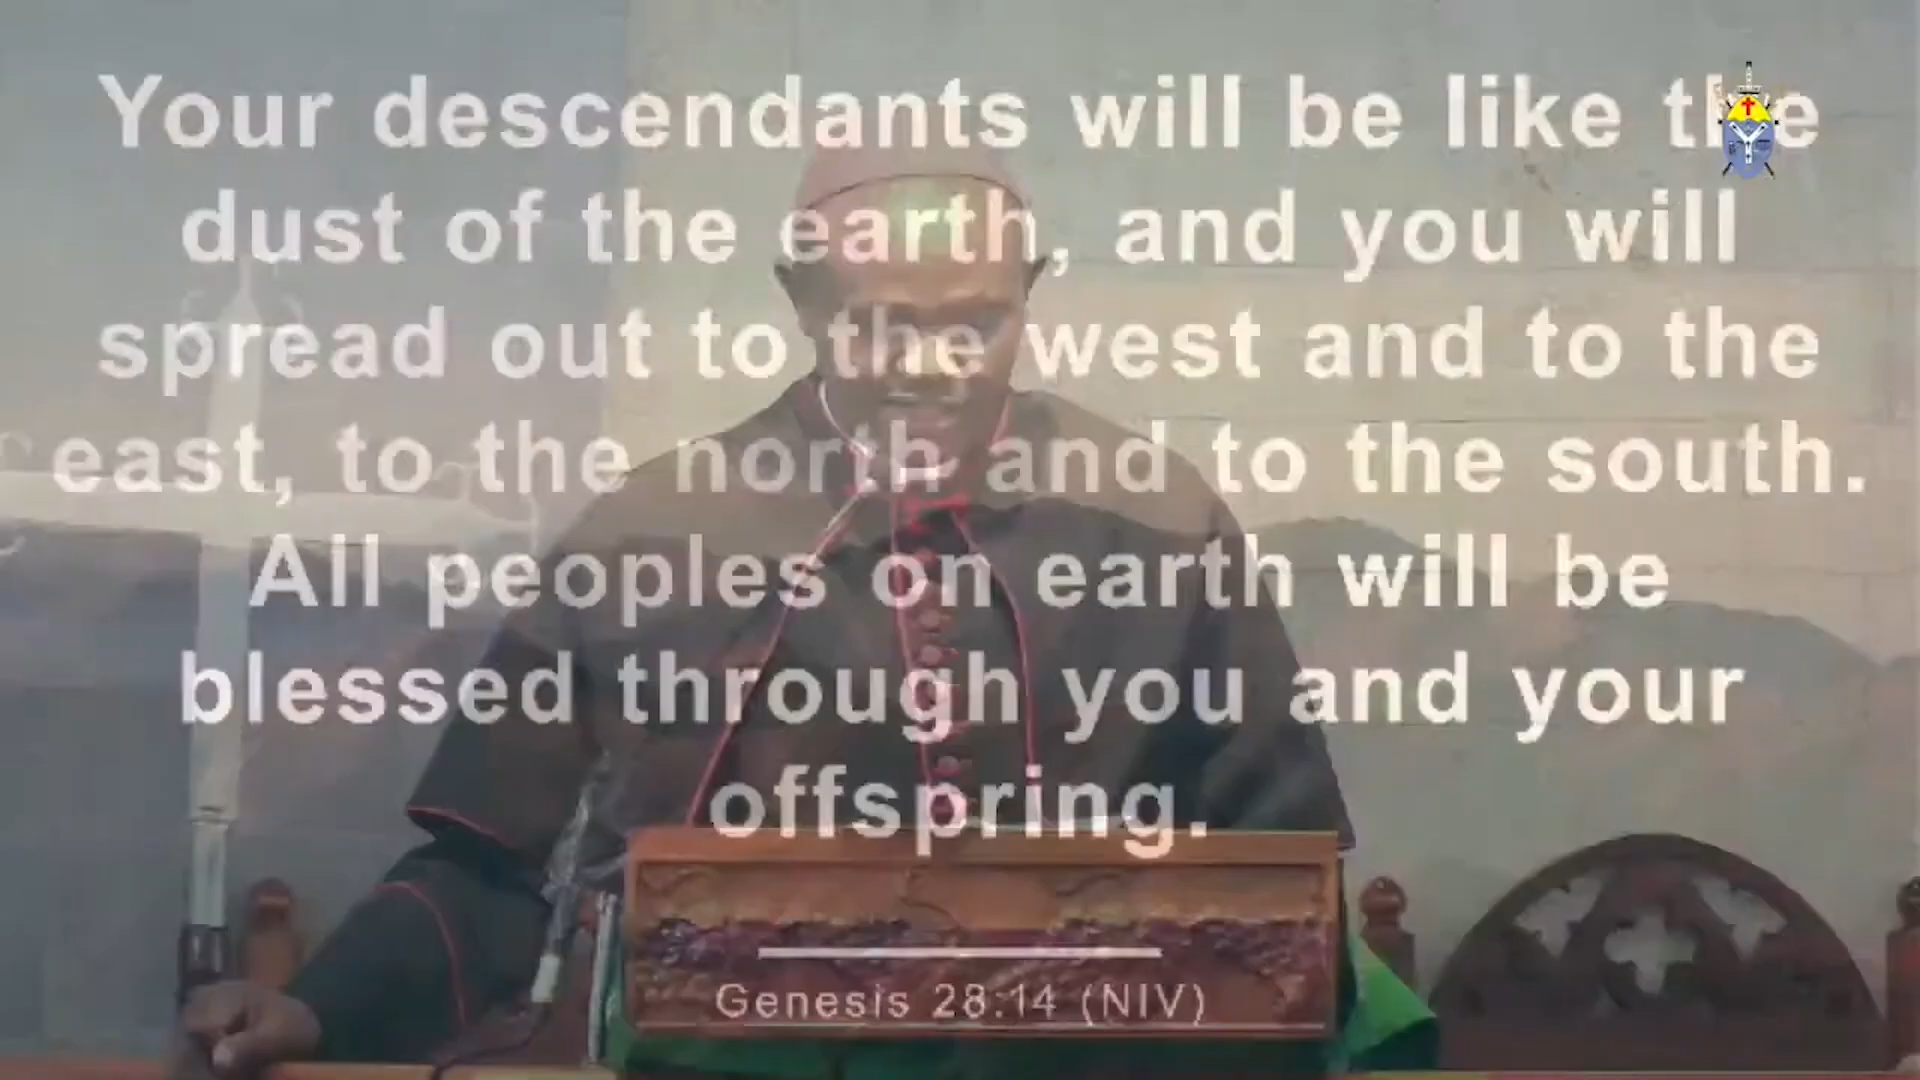 Your descendants will be like the
dust of the earth, and you will
spread out to the west and to the
east, to the north and to the south.
All peoples on earth will be
blessed through you and your
offspring.
Genesis 28:14 (NIV)